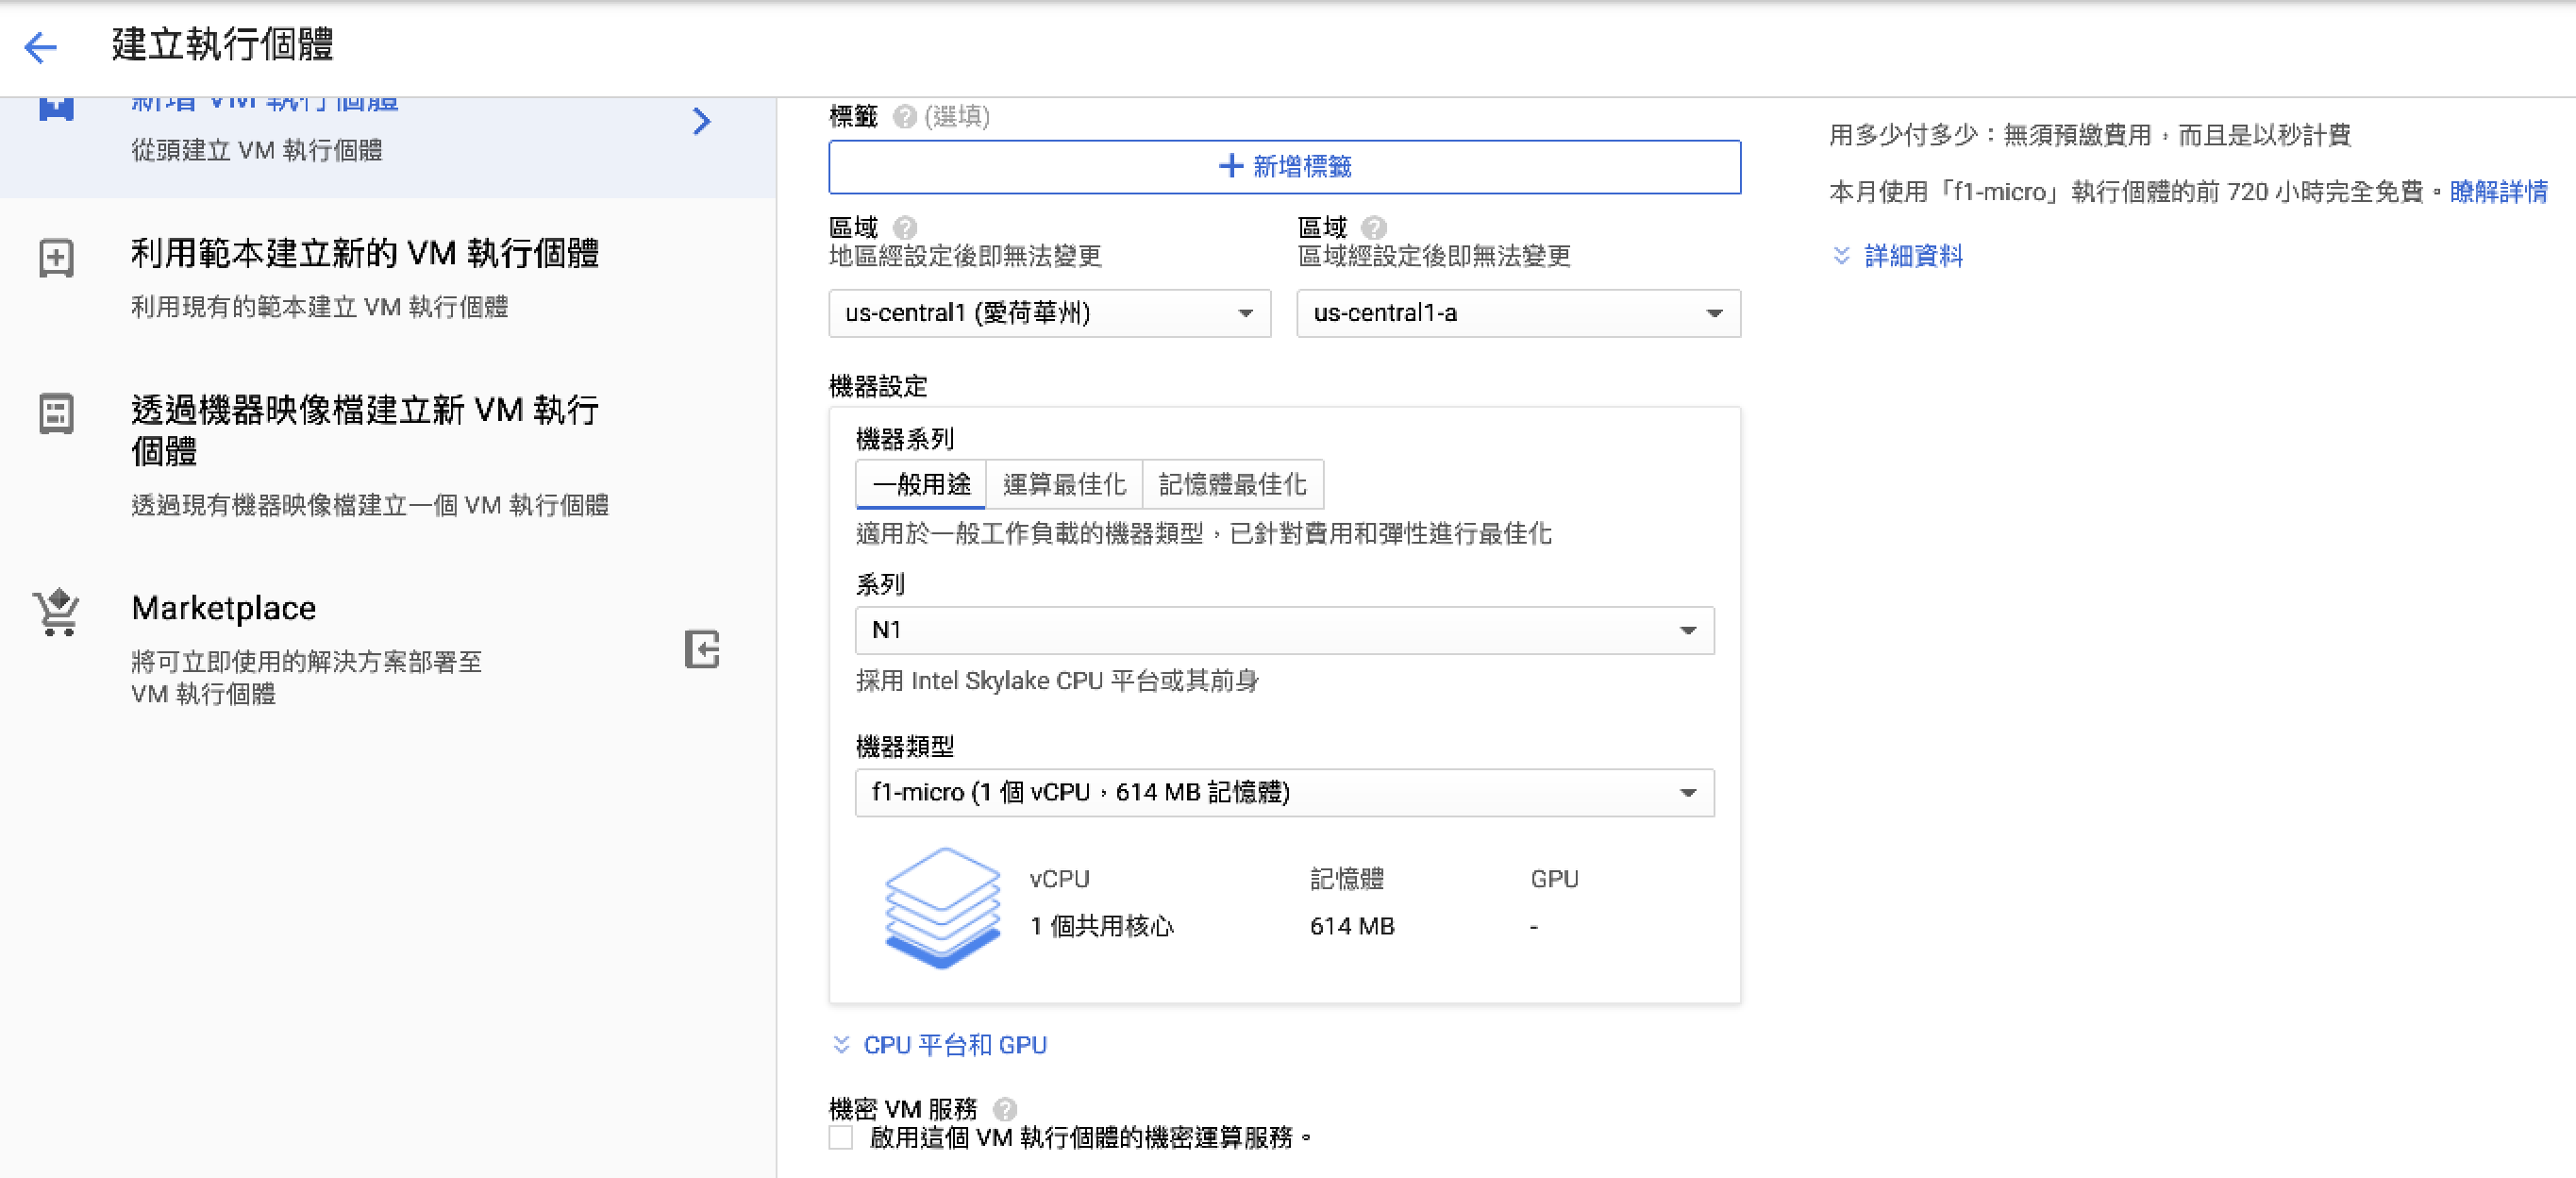 建立執行個體
新增 VM 執行個體
從頭建立 VM 執行個體
利用範本建立新的 VM 執行個體
利用現有的範本建立 VM 執行個體
透過機器映像檔建立新 VM 執行
個體
透過現有機器映像檔建立一個 VM 執行個體
Marketplace
將可立即使用的解決方案部署至
VM 執行個體
標籤 ? (選填)
+ 新增標籤
區域 ?
地區經設定後即無法變更
us-central1 (愛荷華州)
區域 ?
區域經設定後即無法變更
us-central1-a
機器設定
機器系列
一般用途 運算最佳化 記憶體最佳化
適用於一般工作負載的機器類型，已針對費用和彈性進行最佳化
系列
N1
採用 Intel Skylake CPU 平台或其前身
機器類型
f1-micro (1 個 vCPU，614 MB 記憶體)
vCPU 記憶體 GPU
1 個共用核心 614 MB -
CPU 平台和 GPU
機密 VM 服務 ?
啟用這個 VM 執行個體的機密運算服務。
用多少付多少：無須預繳費用，而且是以秒計費
本月使用「f1-micro」執行個體的前 720 小時完全免費。瞭解詳情
詳細資料